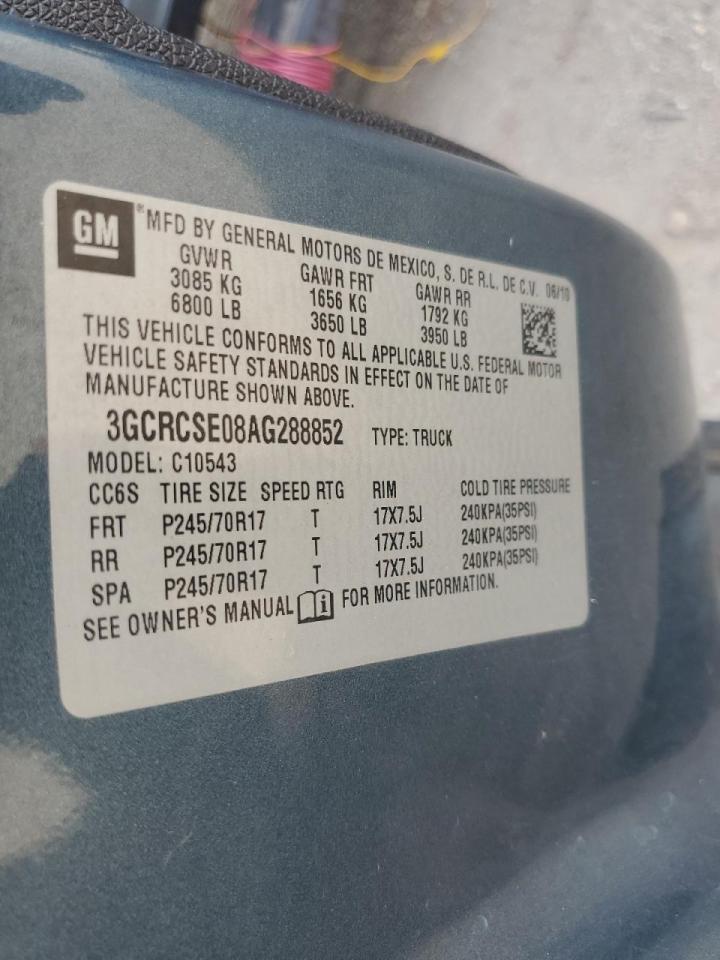 GM ® MFD BY GENERAL MOTORS DE MEXICO, S. DE R.L. DE C.V. 06/10
GVWR GAWR FRT GAWR RR
3085 KG 1656 KG 1792 KG
6800 LB 3650 LB 3950 LB
THIS VEHICLE CONFORMS TO ALL APPLICABLE U.S. FEDERAL MOTOR
VEHICLE SAFETY STANDARDS IN EFFECT ON THE DATE OF
MANUFACTURE SHOWN ABOVE.
3GCRCSE08AG288852 TYPE: TRUCK
MODEL: C10543
CC6S TIRE SIZE SPEED RTG RIM COLD TIRE PRESSURE
FRT P245/70R17 T 17X7.5J 240KPA(35PSI)
RR P245/70R17 T 17X7.5J 240KPA(35PSI)
SPA P245/70R17 T 17X7.5J 240KPA(35PSI)
SEE OWNER'S MANUAL i FOR MORE INFORMATION.